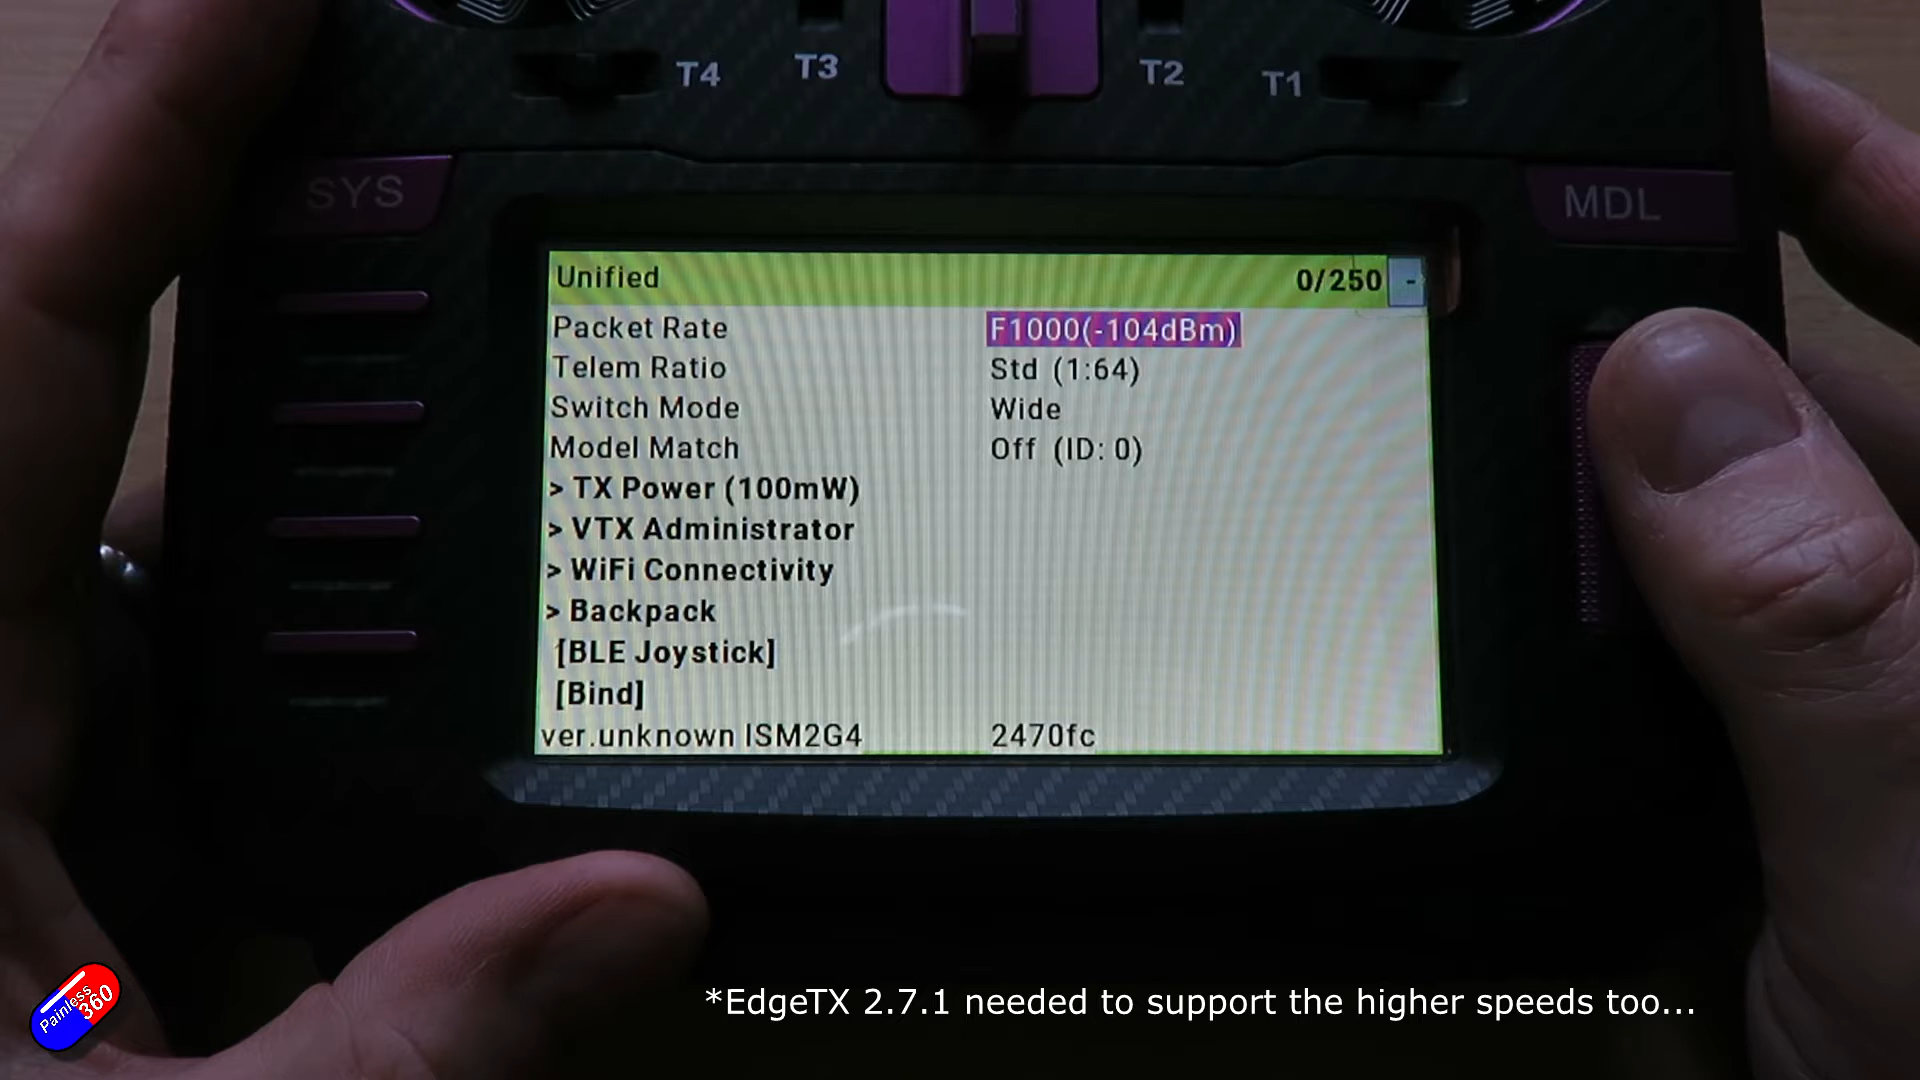 T4 T3 T2 T1
SYS
MDL
Unified 0/250 -
Packet Rate F1000(-104dBm)
Telem Ratio Std (1:64)
Switch Mode Wide
Model Match Off (ID: 0)
> TX Power (100mW)
> VTX Administrator
> WiFi Connectivity
> Backpack
[BLE Joystick]
[Bind]
ver.unknown ISM2G4 2470fc
Painless
360
*EdgeTX 2.7.1 needed to support the higher speeds too...